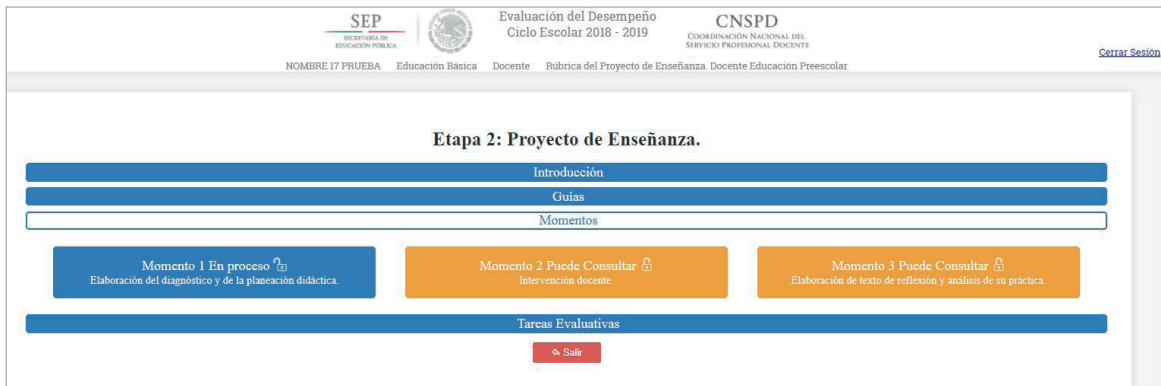 SEP
SECRETARÍA DE
EDUCACIÓN PÚBLICA
Evaluación del Desempeño
Ciclo Escolar 2018 - 2019
CNSPD
COORDINACIÓN NACIONAL DEL
SERVICIO PROFESIONAL DOCENTE
Cerrar Sesión
NOMBRE 17 PRUEBA Educación Básica Docente Rúbrica del Proyecto de Enseñanza. Docente Educación Preescolar
Etapa 2: Proyecto de Enseñanza.
Introducción
Guías
Momentos
Momento 1 En proceso
Elaboración del diagnóstico y de la planeación didáctica.
Momento 2 Puede Consultar
Intervención docente.
Momento 3 Puede Consultar
Elaboración de texto de reflexión y análisis de su práctica.
Tareas Evaluativas
Salir